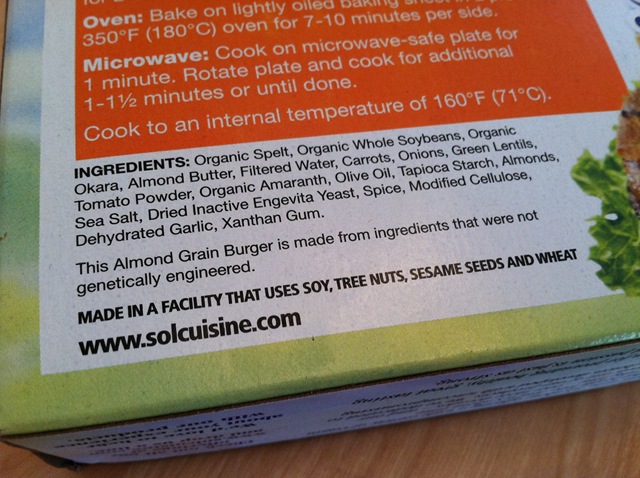 Oven: Bake on lightly oiled baking sheet in a
350°F (180°C) oven for 7-10 minutes per side.
Microwave: Cook on microwave-safe plate for
1 minute. Rotate plate and cook for additional
1-1½ minutes or until done.
Cook to an internal temperature of 160°F (71°C).
INGREDIENTS: Organic Spelt, Organic Whole Soybeans, Organic
Okara, Almond Butter, Filtered Water, Carrots, Onions, Green Lentils,
Tomato Powder, Organic Amaranth, Olive Oil, Tapioca Starch, Almonds,
Sea Salt, Dried Inactive Engevita Yeast, Spice, Modified Cellulose,
Dehydrated Garlic, Xanthan Gum.
This Almond Grain Burger is made from ingredients that were not
genetically engineered.
MADE IN A FACILITY THAT USES SOY, TREE NUTS, SESAME SEEDS AND WHEAT
www.solcuisine.com